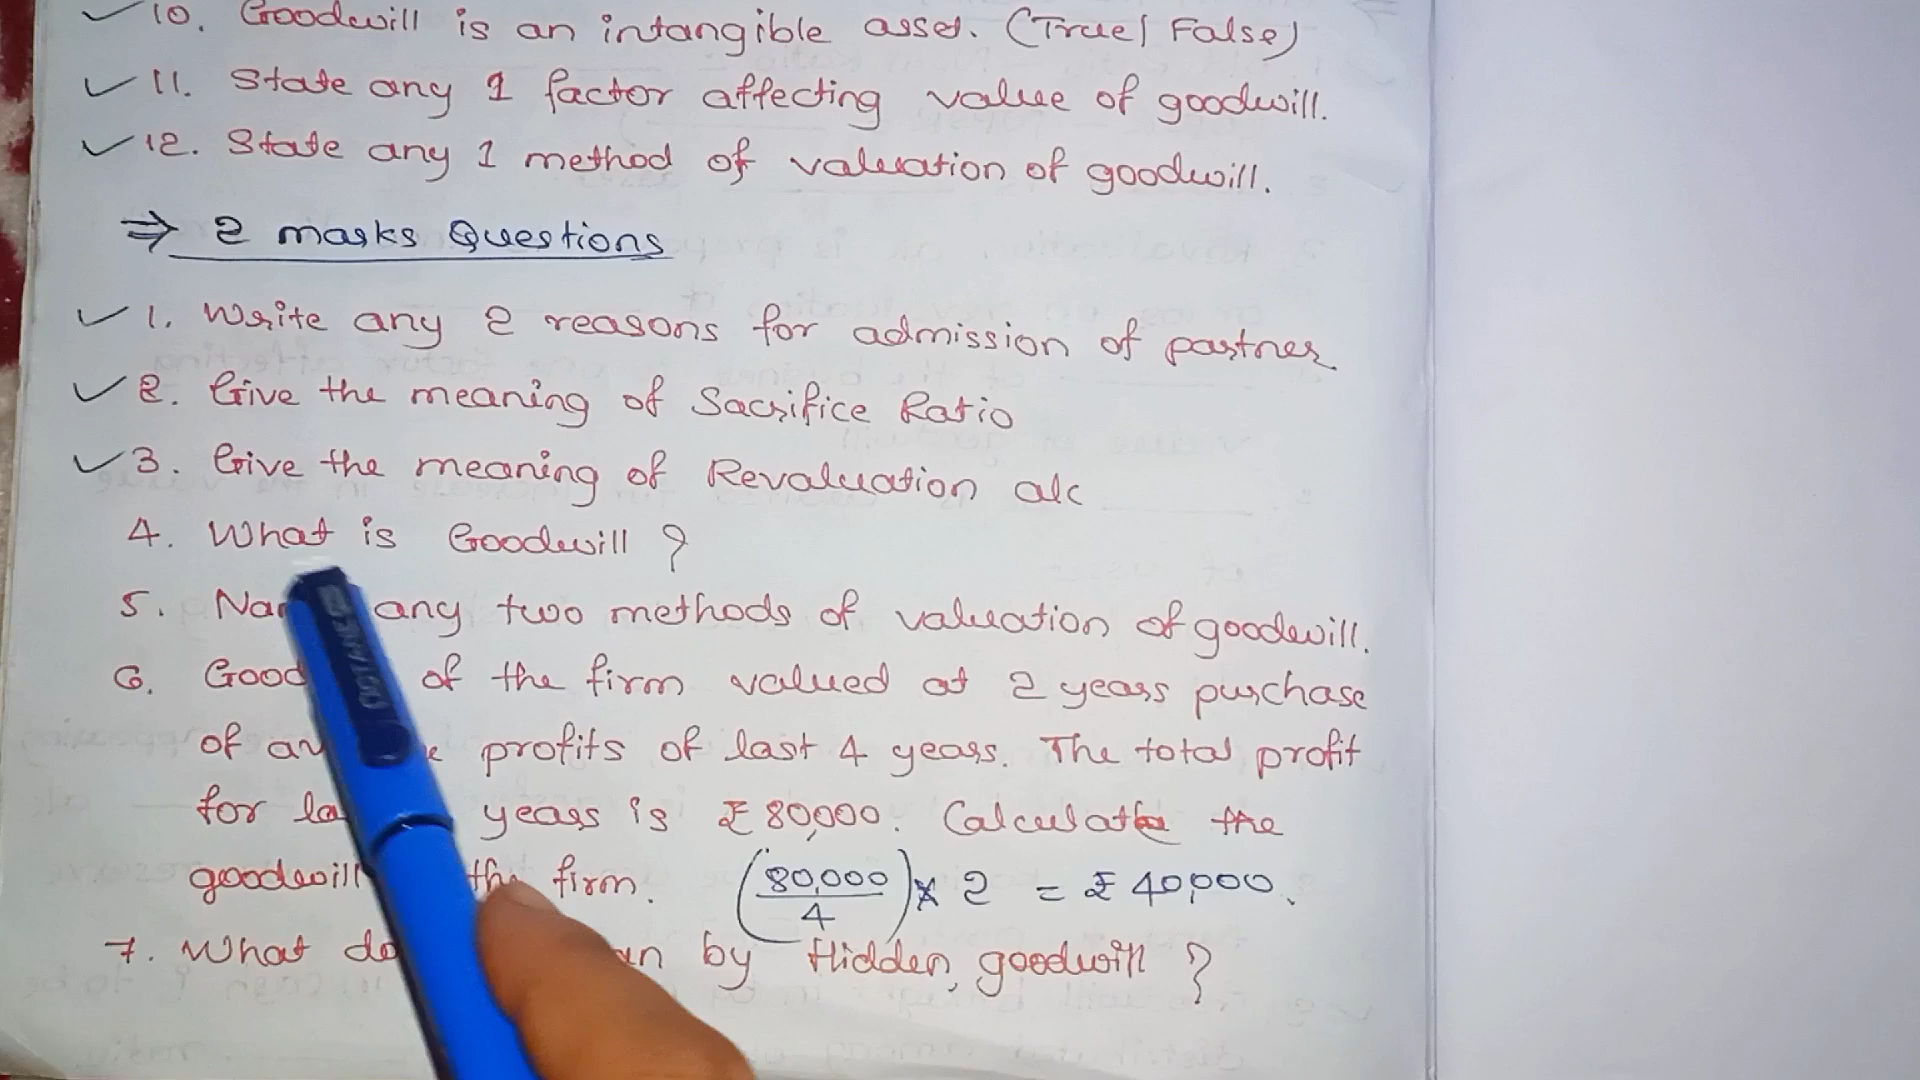 10. Goodwill is an intangible asset. (True/ False)
11. State any 1 factor affecting value of goodwill.
12. State any 1 method of valuation of goodwill.
⇒ 2 marks Questions
1. Write any 2 reasons for admission of partner
2. Give the meaning of Sacrifice Ratio
3. Give the meaning of Revaluation a/c
4. What is Goodwill ?
5. any two methods of valuation of goodwill.
6. of the firm valued at 2 years purchase
of profits of last 4 years. The total profit
for years is ₹ 80,000. Calculate the
goodwill the firm. (80,000/4) x 2 = ₹ 40,000.
7. What by Hidden goodwill ?